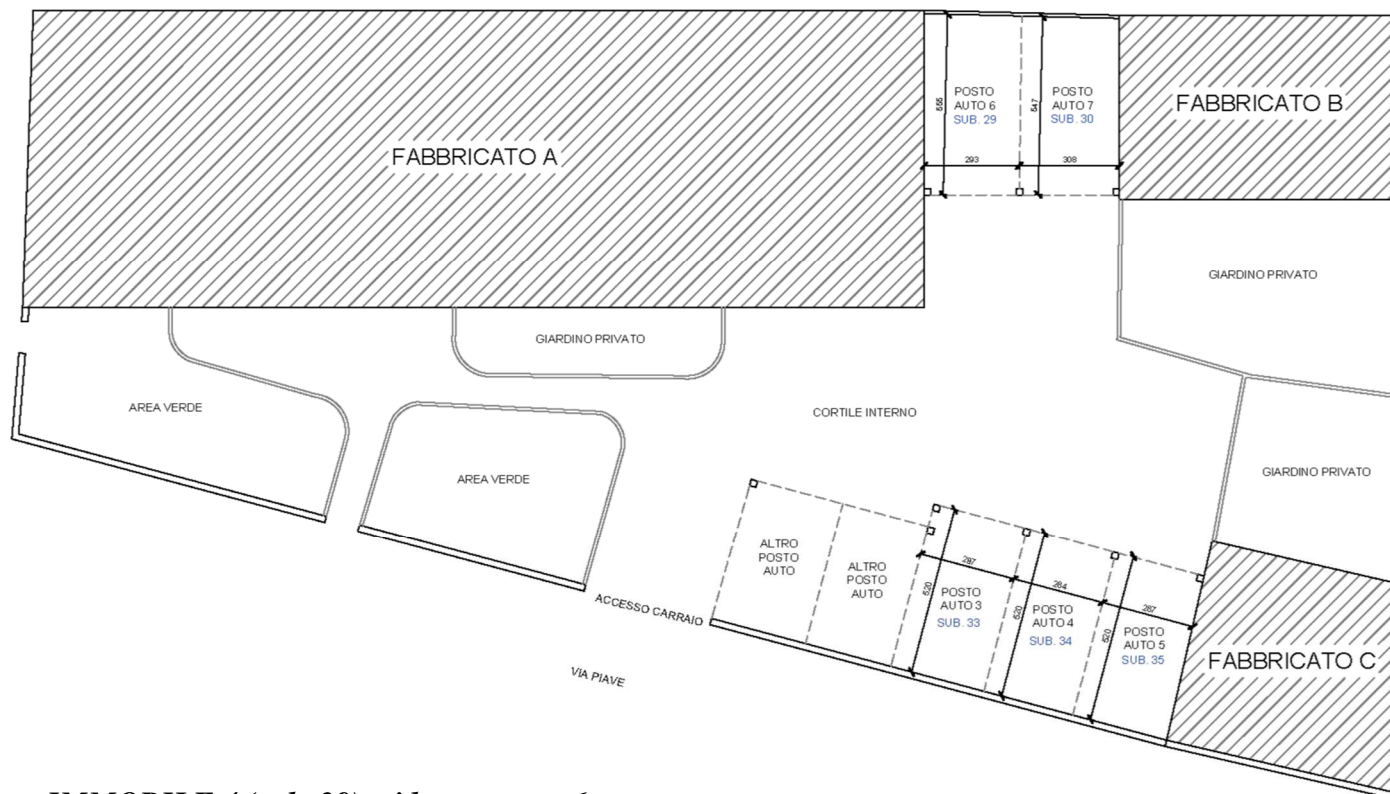 POSTO
AUTO 6
SUB. 29
POSTO
AUTO 7
SUB. 30
555
547
293
308
FABBRICATO A
FABBRICATO B
GIARDINO PRIVATO
GIARDINO PRIVATO
AREA VERDE
AREA VERDE
CORTILE INTERNO
GIARDINO PRIVATO
ALTRO
POSTO
AUTO
ALTRO
POSTO
AUTO
287
284
287
520
520
520
POSTO
AUTO 3
SUB. 33
POSTO
AUTO 4
SUB. 34
POSTO
AUTO 5
SUB. 35
FABBRICATO C
ACCESSO CARRAIO
VIA PIAVE